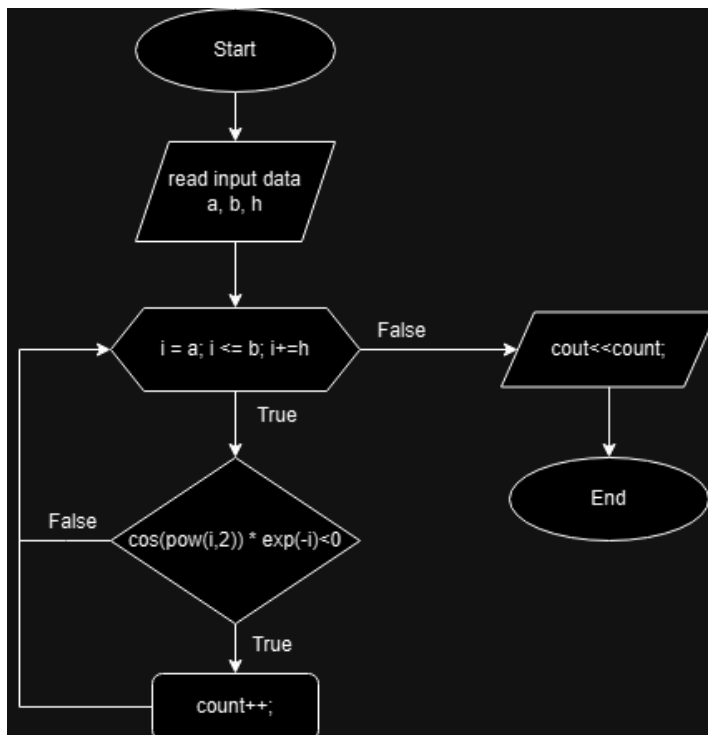 Start
read input data
a, b, h
i = a; i <= b; i+=h
False
cout<<count;
True
End
False
cos(pow(i,2)) * exp(-i)<0
True
count++;